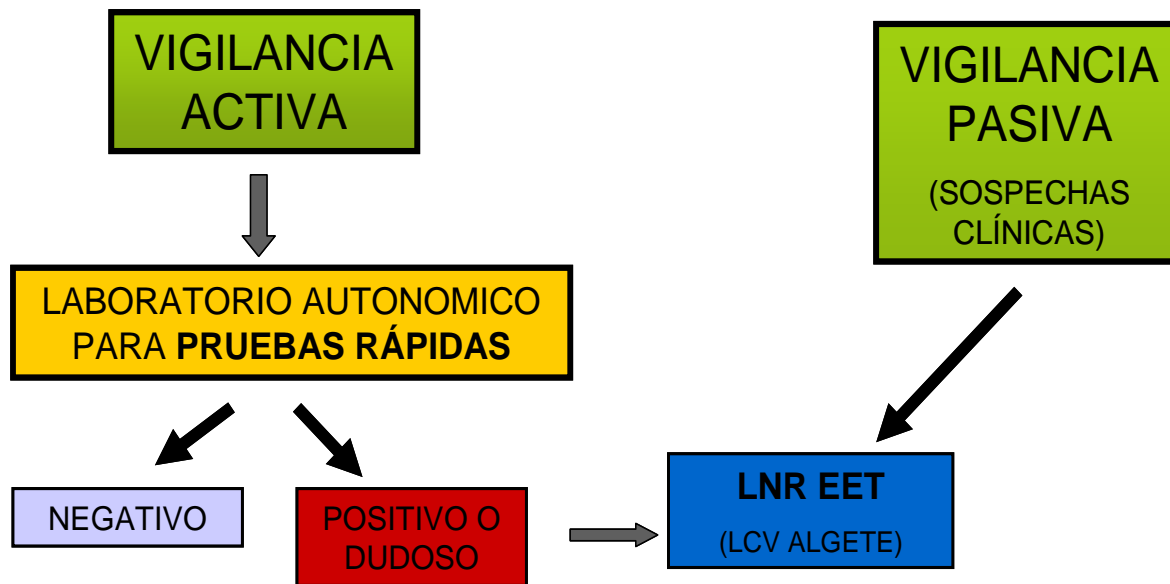 VIGILANCIA
ACTIVA
VIGILANCIA
PASIVA
(SOSPECHAS
CLÍNICAS)
LABORATORIO AUTONOMICO
PARA PRUEBAS RÁPIDAS
NEGATIVO
POSITIVO O
DUDOSO
LNR EET
(LCV ALGETE)